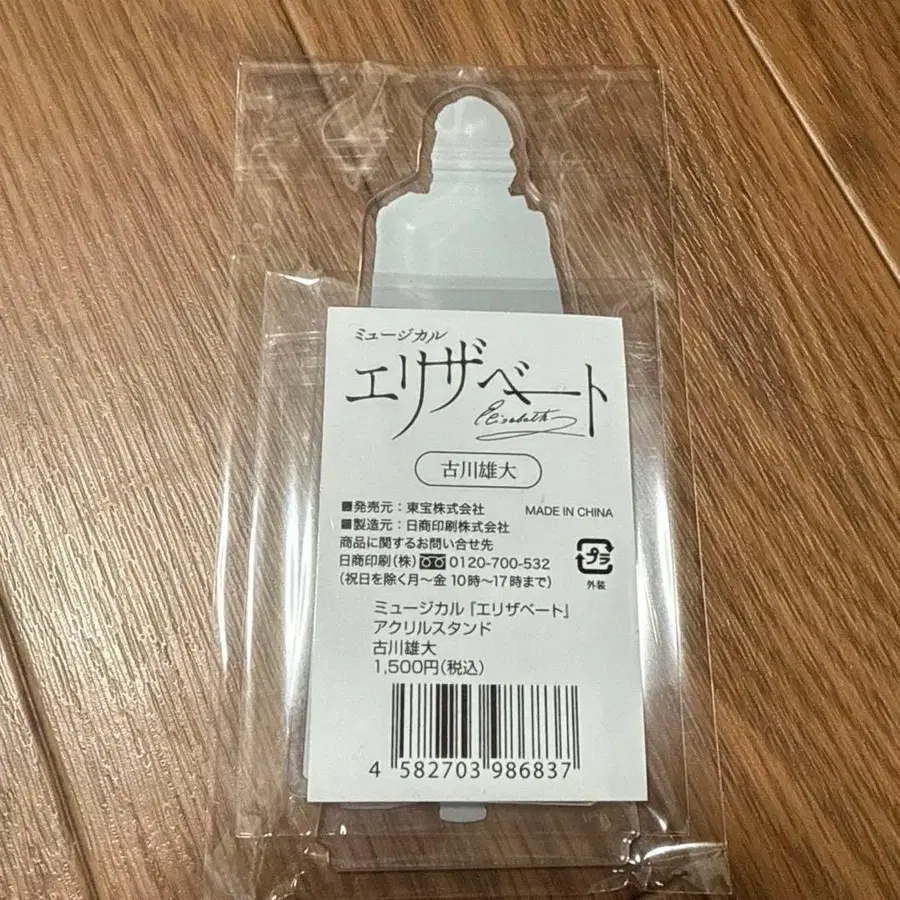 ミュージカル
エリザベート
Elisabeth
古川雄大
■発売元：東宝株式会社
MADE IN CHINA
■製造元：日商印刷株式会社
商品に関するお問い合せ先
日商印刷（株） 0120-700-532
（祝日を除く月〜金 10時〜17時まで）
プラ
外装
ミュージカル『エリザベート』
アクリルスタンド
古川雄大
1,500円（税込）
4 582703 986837